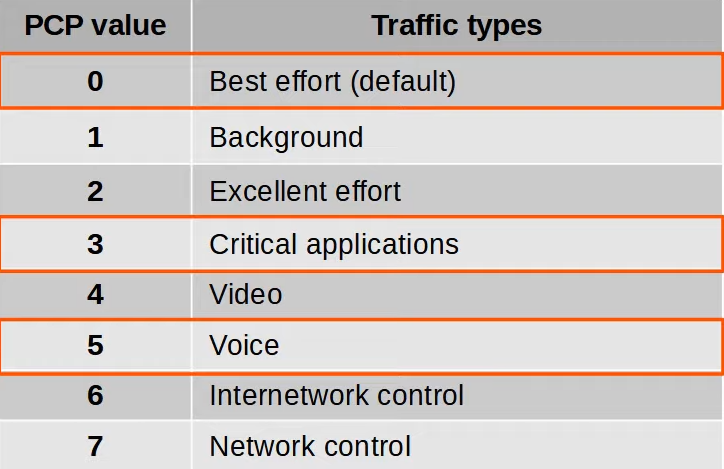 PCP value Traffic types
0 Best effort (default)
1 Background
2 Excellent effort
3 Critical applications
4 Video
5 Voice
6 Internetwork control
7 Network control